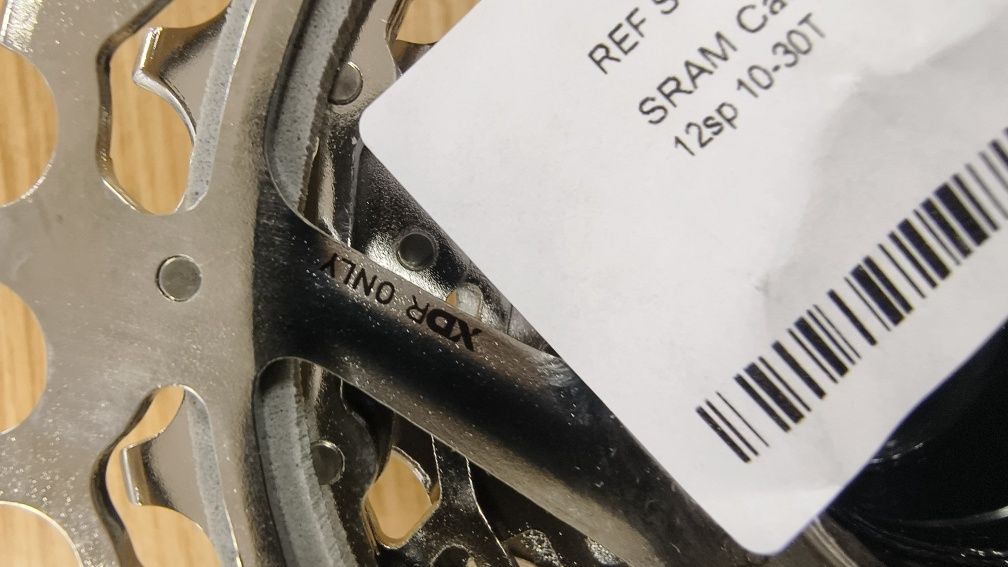 REF
SRAM
12sp 10-30T
XDR ONLY